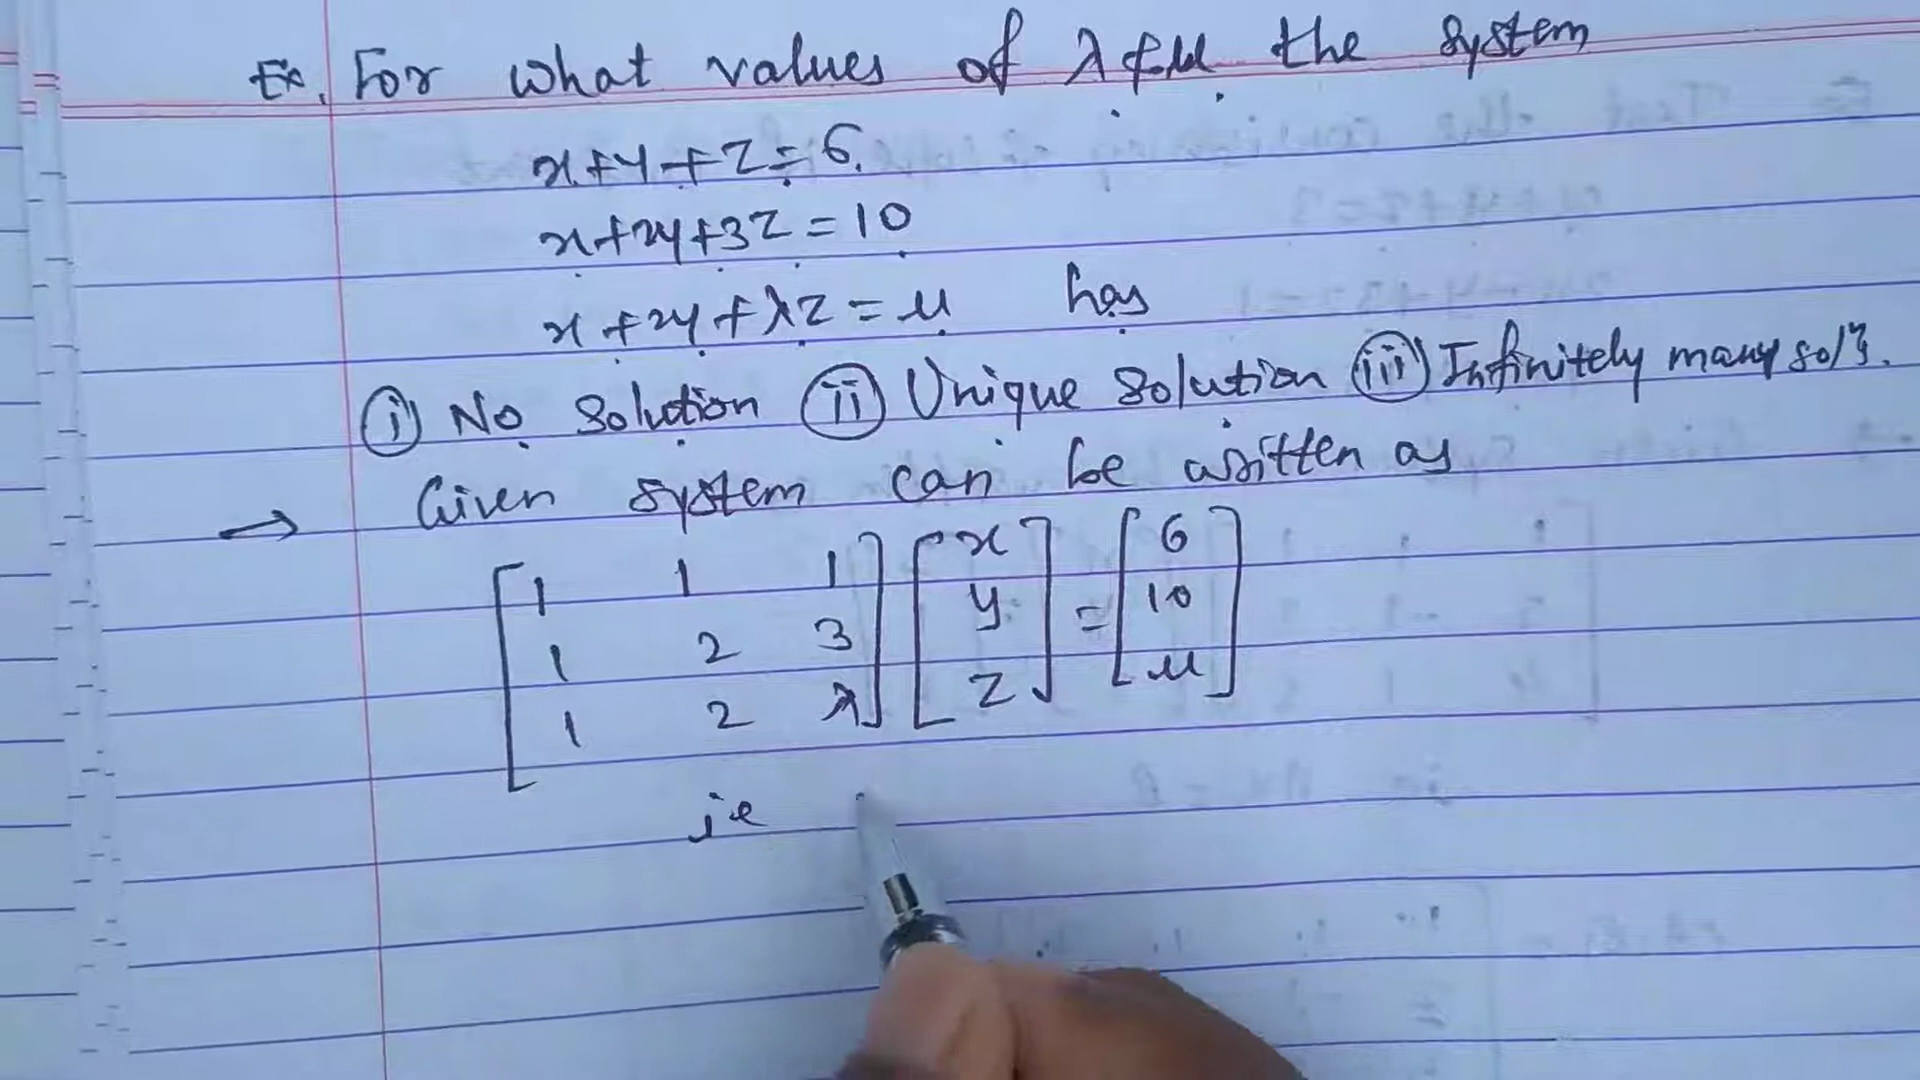 Ex. For what values of λ & μ the system
x+y+z=6
x+2y+3z=10
x+2y+λz=μ has
(i) No solution (ii) Unique solution (iii) Infinitely many solⁿs.
→ Given system can be written as
[1 1 1] [x] = [6]
[1 2 3] [y] [10]
[1 2 λ] [z] [μ]
ie